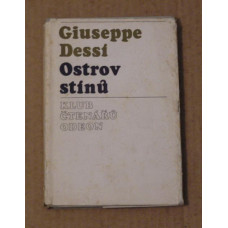 Giuseppe
Dessí
Ostrov
stínů
KLUB
ČTENÁŘŮ
ODEON